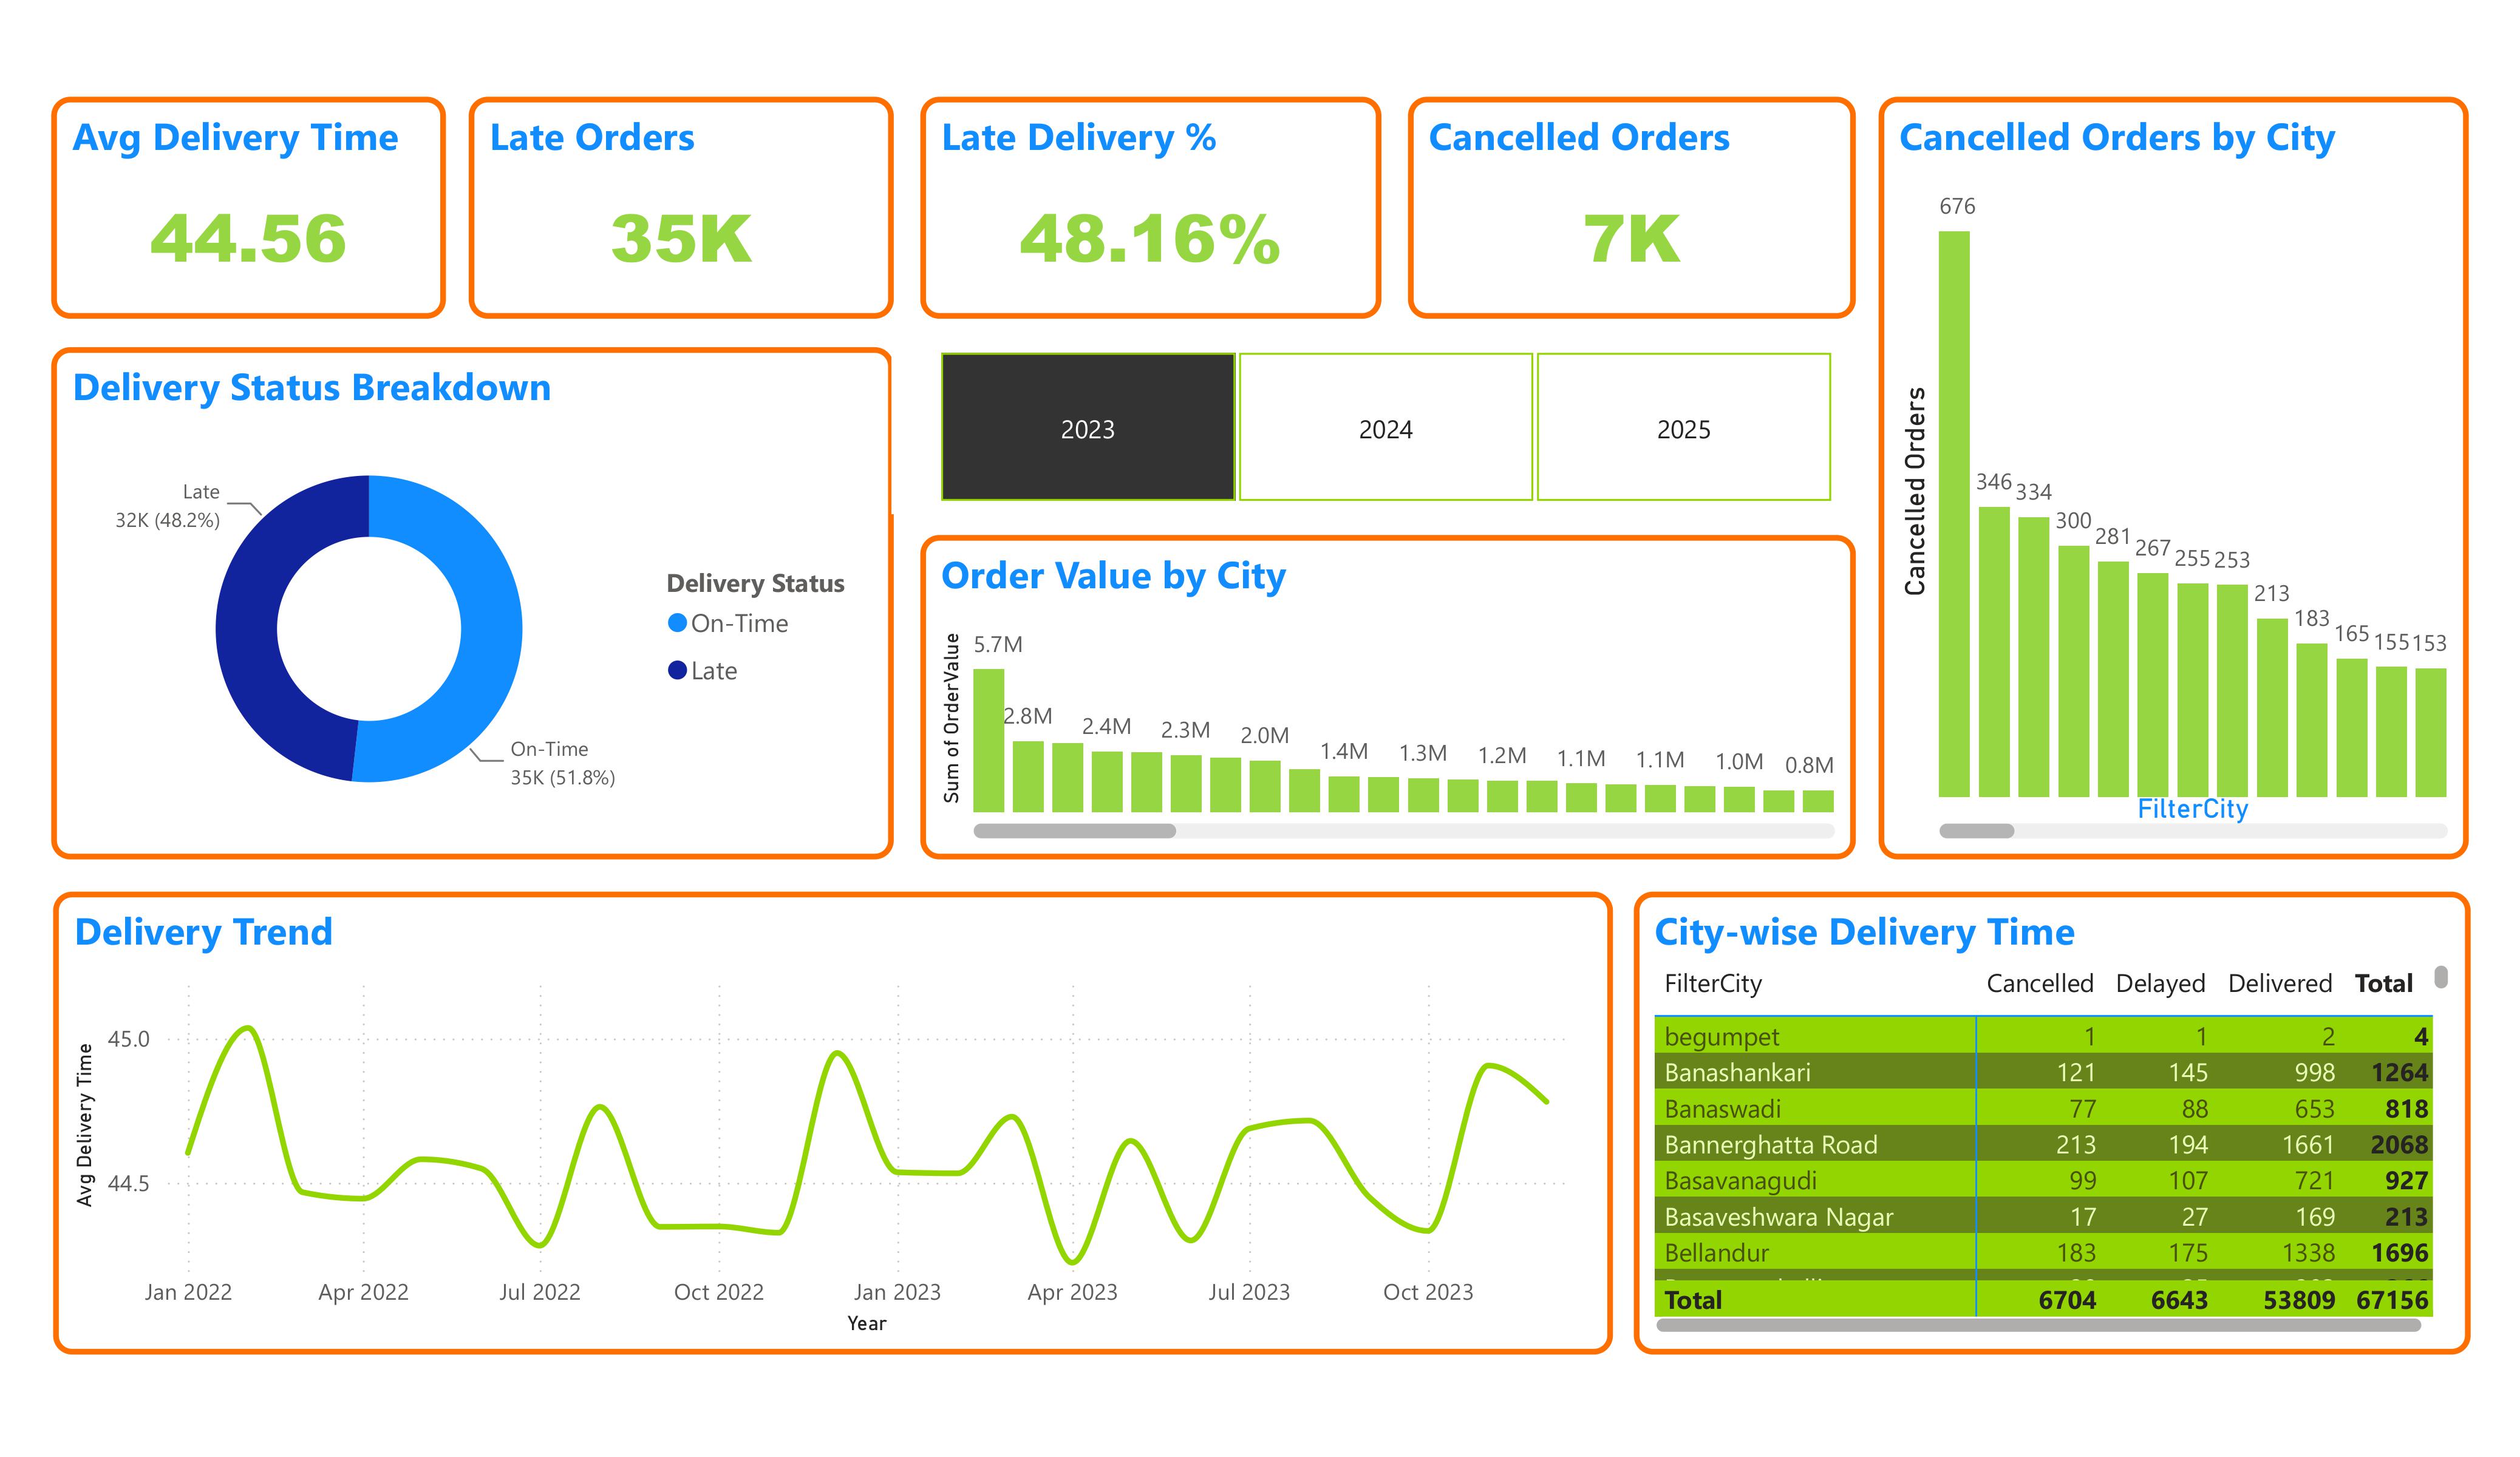 Avg Delivery Time
44.56
Late Orders
35K
Late Delivery %
48.16%
Cancelled Orders
7K
Cancelled Orders by City
Cancelled Orders
676
346
334
300
281
267
255
253
213
183
165
155
153
FilterCity
Delivery Status Breakdown
Late
32K (48.2%)
On-Time
35K (51.8%)
Delivery Status
On-Time
Late
2023
2024
2025
Order Value by City
Sum of OrderValue
5.7M
2.8M
2.4M
2.3M
2.0M
1.4M
1.3M
1.2M
1.1M
1.1M
1.0M
0.8M
Delivery Trend
Avg Delivery Time
45.0
44.5
Jan 2022
Apr 2022
Jul 2022
Oct 2022
Jan 2023
Apr 2023
Jul 2023
Oct 2023
Year
City-wise Delivery Time
FilterCity Cancelled Delayed Delivered Total
begumpet 1 1 2 4
Banashankari 121 145 998 1264
Banaswadi 77 88 653 818
Bannerghatta Road 213 194 1661 2068
Basavanagudi 99 107 721 927
Basaveshwara Nagar 17 27 169 213
Bellandur 183 175 1338 1696
Total 6704 6643 53809 67156